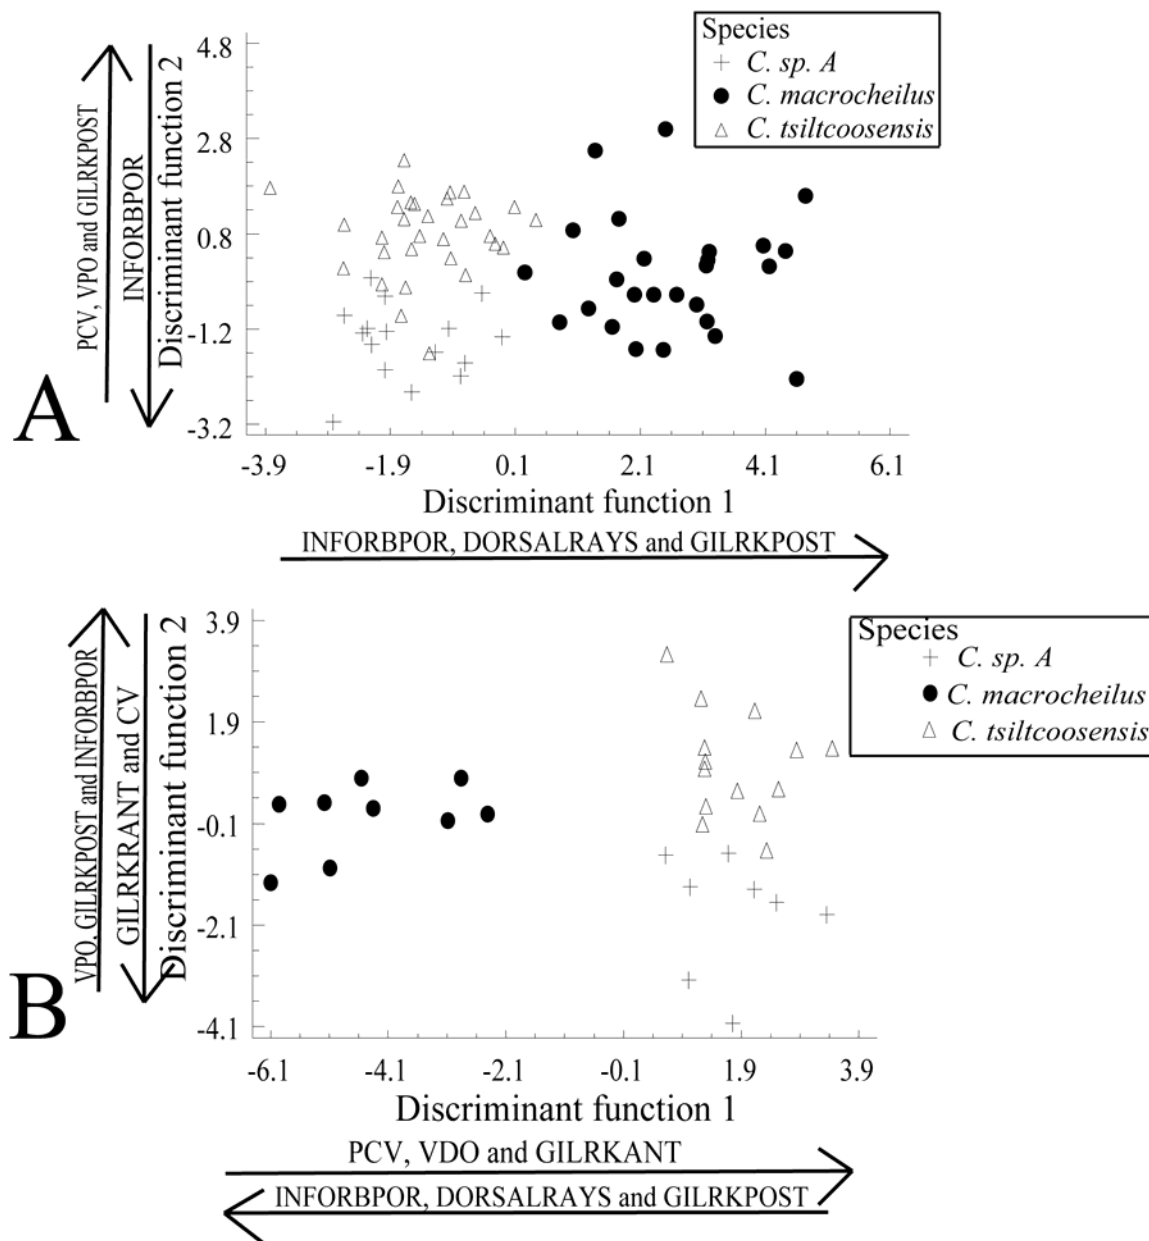 Species
C. sp. A
C. macrocheilus
C. tsiltcoosensis
4.8
2.8
0.8
-1.2
-3.2
Discriminant function 2
PCV, VPO and GILRKPOST
INFORBPOR
A
-3.9 -1.9 0.1 2.1 4.1 6.1
Discriminant function 1
INFORBPOR, DORSALRAYS and GILRKPOST
Species
C. sp. A
C. macrocheilus
C. tsiltcoosensis
3.9
1.9
-0.1
-2.1
-4.1
Discriminant function 2
VPO, GILRKPOST and INFORBPOR
GILRKRANT and CV
B
-6.1 -4.1 -2.1 -0.1 1.9 3.9
Discriminant function 1
PCV, VDO and GILRKANT
INFORBPOR, DORSALRAYS and GILRKPOST